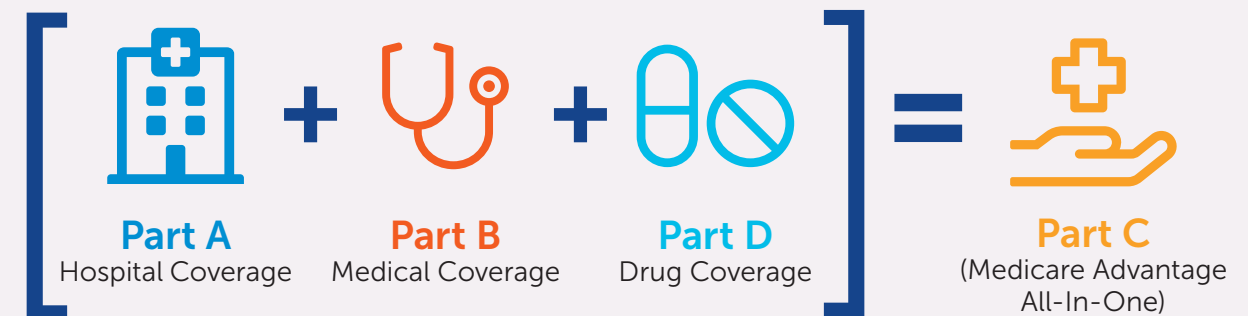 [ + + ] =
Part A
Hospital Coverage
Part B
Medical Coverage
Part D
Drug Coverage
Part C
(Medicare Advantage
All-In-One)